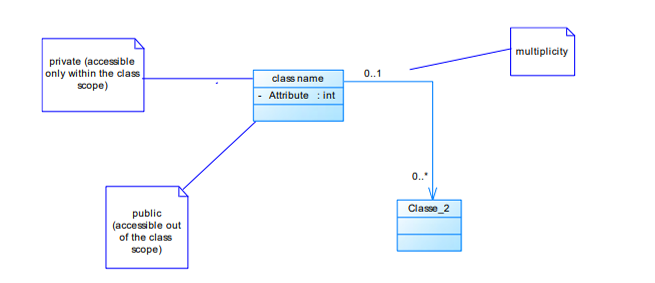 private (accessible
only within the class
scope)
class name
- Attribute : int
0..1
multiplicity
0..*
Classe_2
public
(accessible out
of the class
scope)